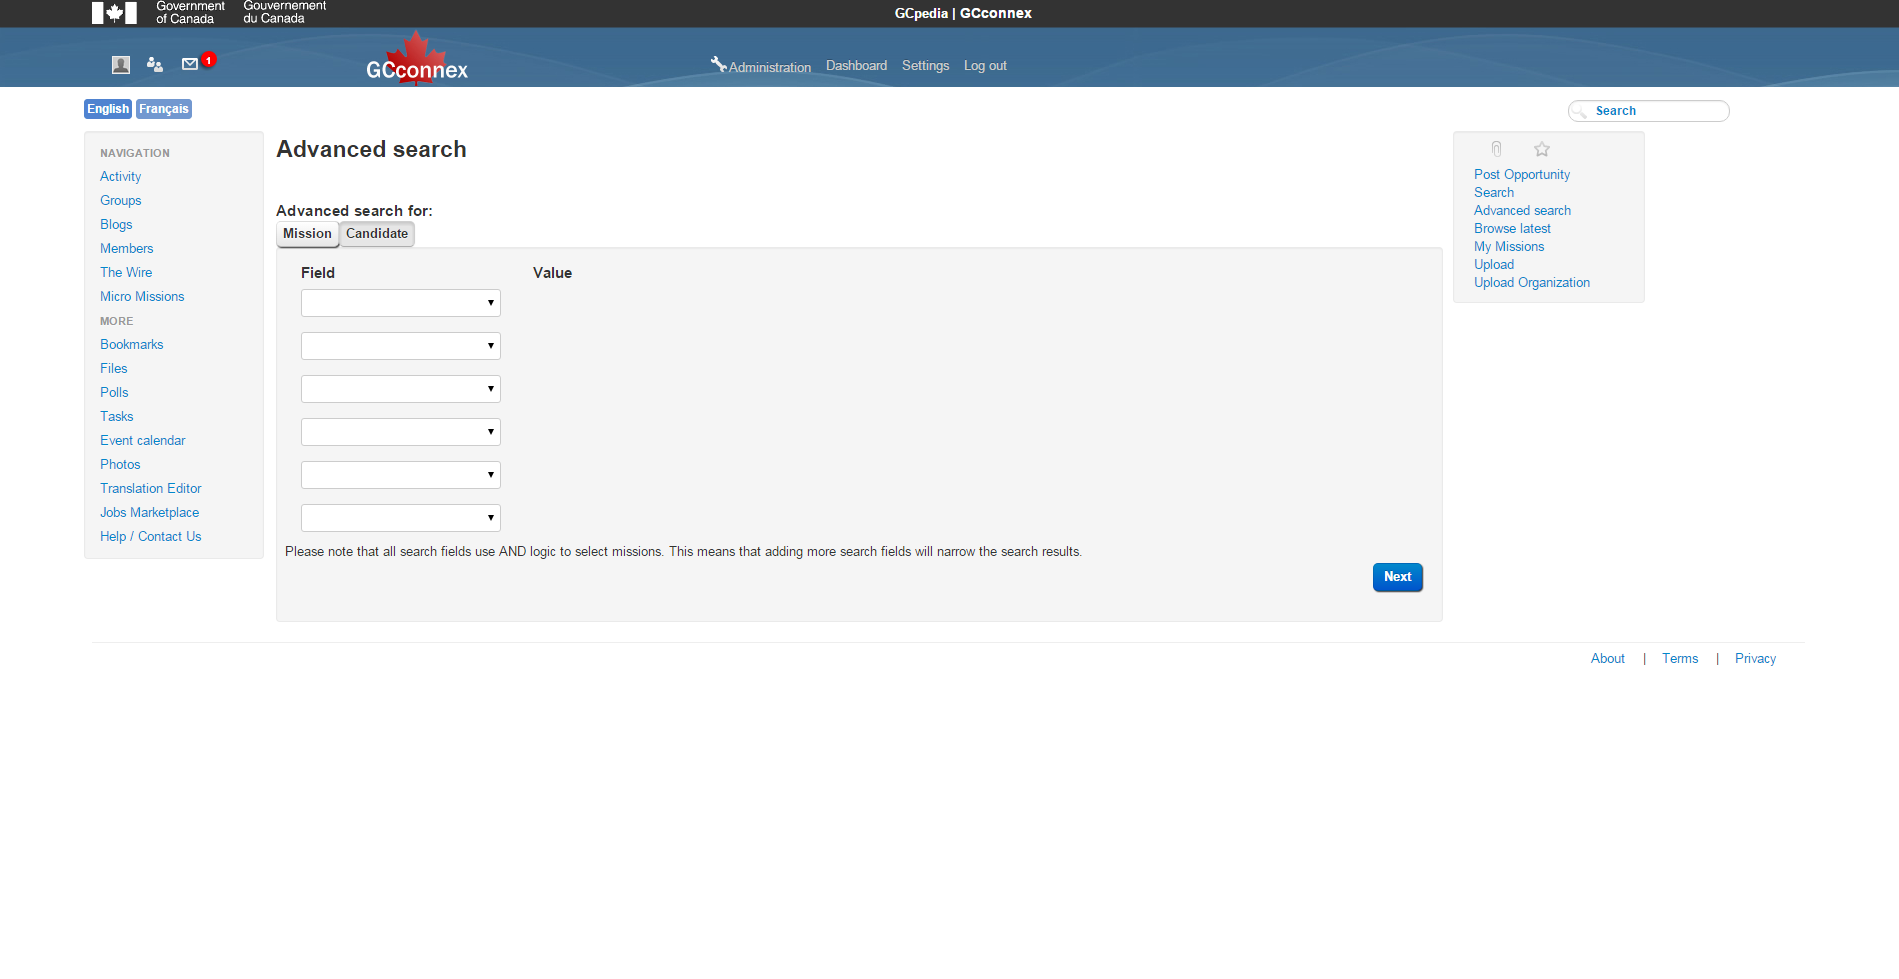 Government of Canada
Gouvernement du Canada
GCpedia | GCconnex
1
GCconnex
Administration Dashboard Settings Log out
English Français
Search
NAVIGATION
Activity
Groups
Blogs
Members
The Wire
Micro Missions
MORE
Bookmarks
Files
Polls
Tasks
Event calendar
Photos
Translation Editor
Jobs Marketplace
Help / Contact Us
Advanced search
Advanced search for:
Mission Candidate
Field Value
Please note that all search fields use AND logic to select missions. This means that adding more search fields will narrow the search results.
Next
Post Opportunity
Search
Advanced search
Browse latest
My Missions
Upload
Upload Organization
About | Terms | Privacy